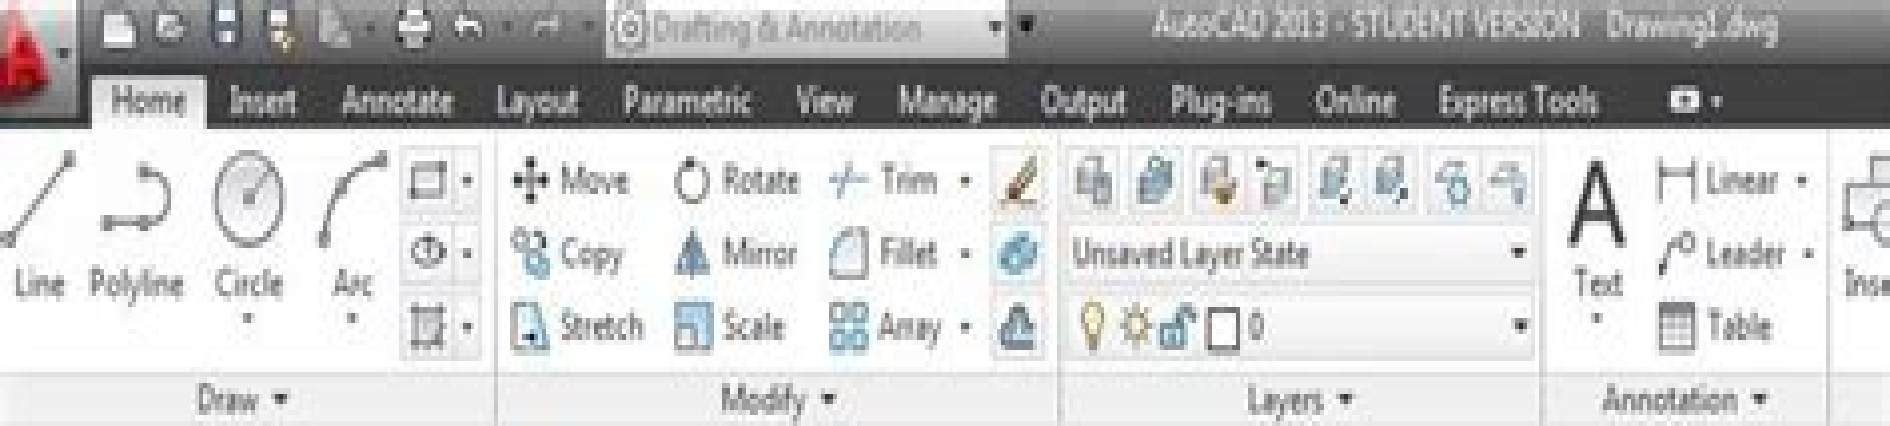 Drafting & Annotation AutoCAD 2013 - STUDENT VERSION Drawing1.dwg
Home Insert Annotate Layout Parametric View Manage Output Plug-ins Online Express Tools
Move Rotate Trim Linear
Copy Mirror Fillet Unsaved Layer State Leader
Line Polyline Circle Arc Text Inse
Stretch Scale Array 0 Table
Draw Modify Layers Annotation